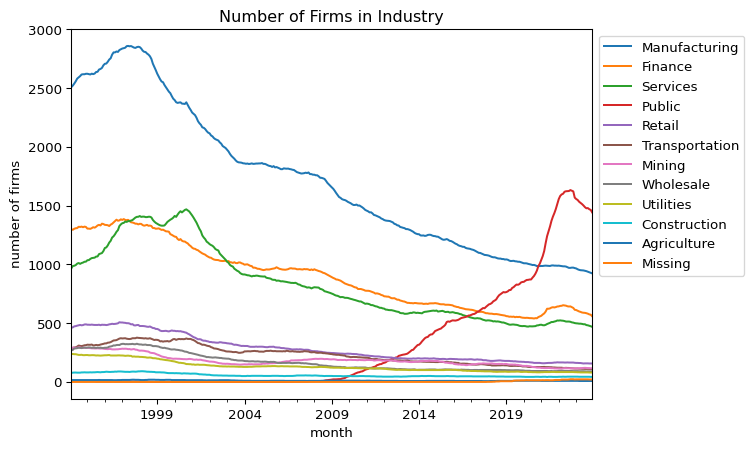 Number of Firms in Industry
number of firms
3000
2500
2000
1500
1000
500
0
1999
2004
2009
2014
2019
month
Manufacturing
Finance
Services
Public
Retail
Transportation
Mining
Wholesale
Utilities
Construction
Agriculture
Missing